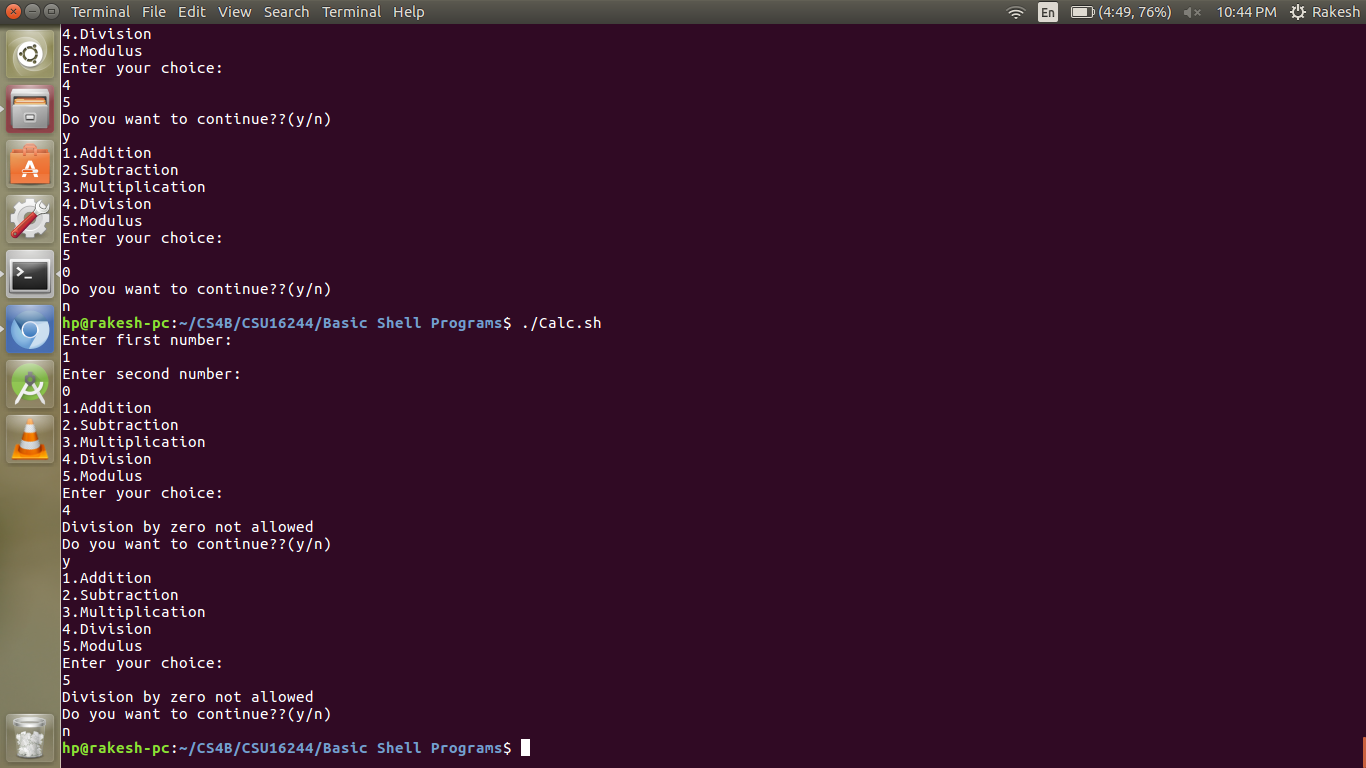 Terminal File Edit View Search Terminal Help En (4:49, 76%) 10:44 PM Rakesh
4.Division
5.Modulus
Enter your choice:
4
5
Do you want to continue??(y/n)
y
1.Addition
2.Subtraction
3.Multiplication
4.Division
5.Modulus
Enter your choice:
5
0
Do you want to continue??(y/n)
n
hp@rakesh-pc:~/CS4B/CSU16244/Basic Shell Programs$ ./Calc.sh
Enter first number:
1
Enter second number:
0
1.Addition
2.Subtraction
3.Multiplication
4.Division
5.Modulus
Enter your choice:
4
Division by zero not allowed
Do you want to continue??(y/n)
y
1.Addition
2.Subtraction
3.Multiplication
4.Division
5.Modulus
Enter your choice:
5
Division by zero not allowed
Do you want to continue??(y/n)
n
hp@rakesh-pc:~/CS4B/CSU16244/Basic Shell Programs$